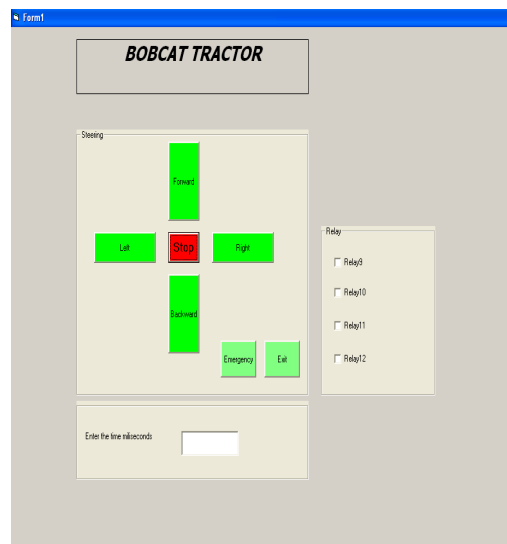 Form1
BOBCAT TRACTOR
Steering
Forward
Left
Stop
Right
Backward
Emergency
Exit
Relay
Relay9
Relay10
Relay11
Relay12
Enter the time miliseconds